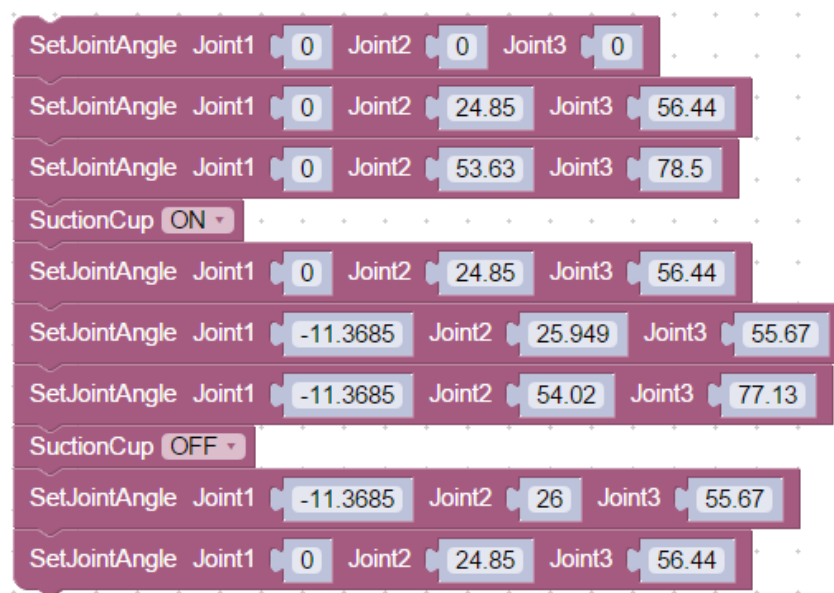 SetJointAngle Joint1 0 Joint2 0 Joint3 0
SetJointAngle Joint1 0 Joint2 24.85 Joint3 56.44
SetJointAngle Joint1 0 Joint2 53.63 Joint3 78.5
SuctionCup ON
SetJointAngle Joint1 0 Joint2 24.85 Joint3 56.44
SetJointAngle Joint1 -11.3685 Joint2 25.949 Joint3 55.67
SetJointAngle Joint1 -11.3685 Joint2 54.02 Joint3 77.13
SuctionCup OFF
SetJointAngle Joint1 -11.3685 Joint2 26 Joint3 55.67
SetJointAngle Joint1 0 Joint2 24.85 Joint3 56.44